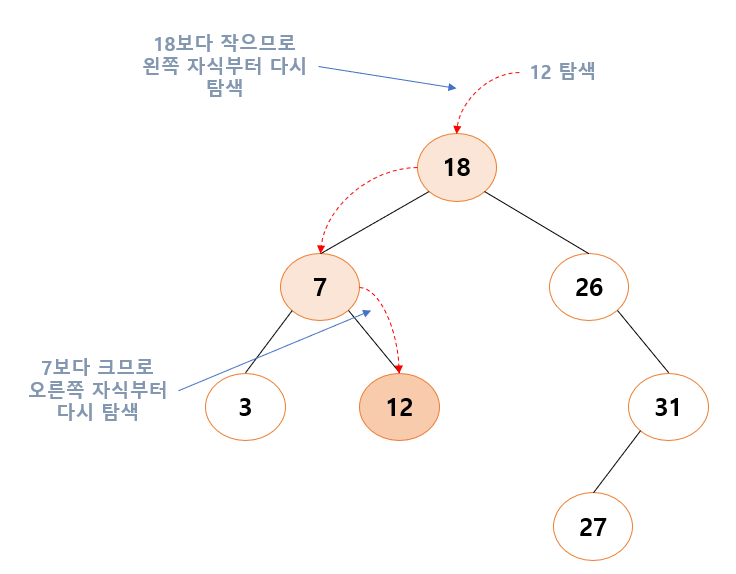 18보다 작으므로
왼쪽 자식부터 다시
탐색
12 탐색
18
7
26
7보다 크므로
오른쪽 자식부터
다시 탐색
3
12
31
27